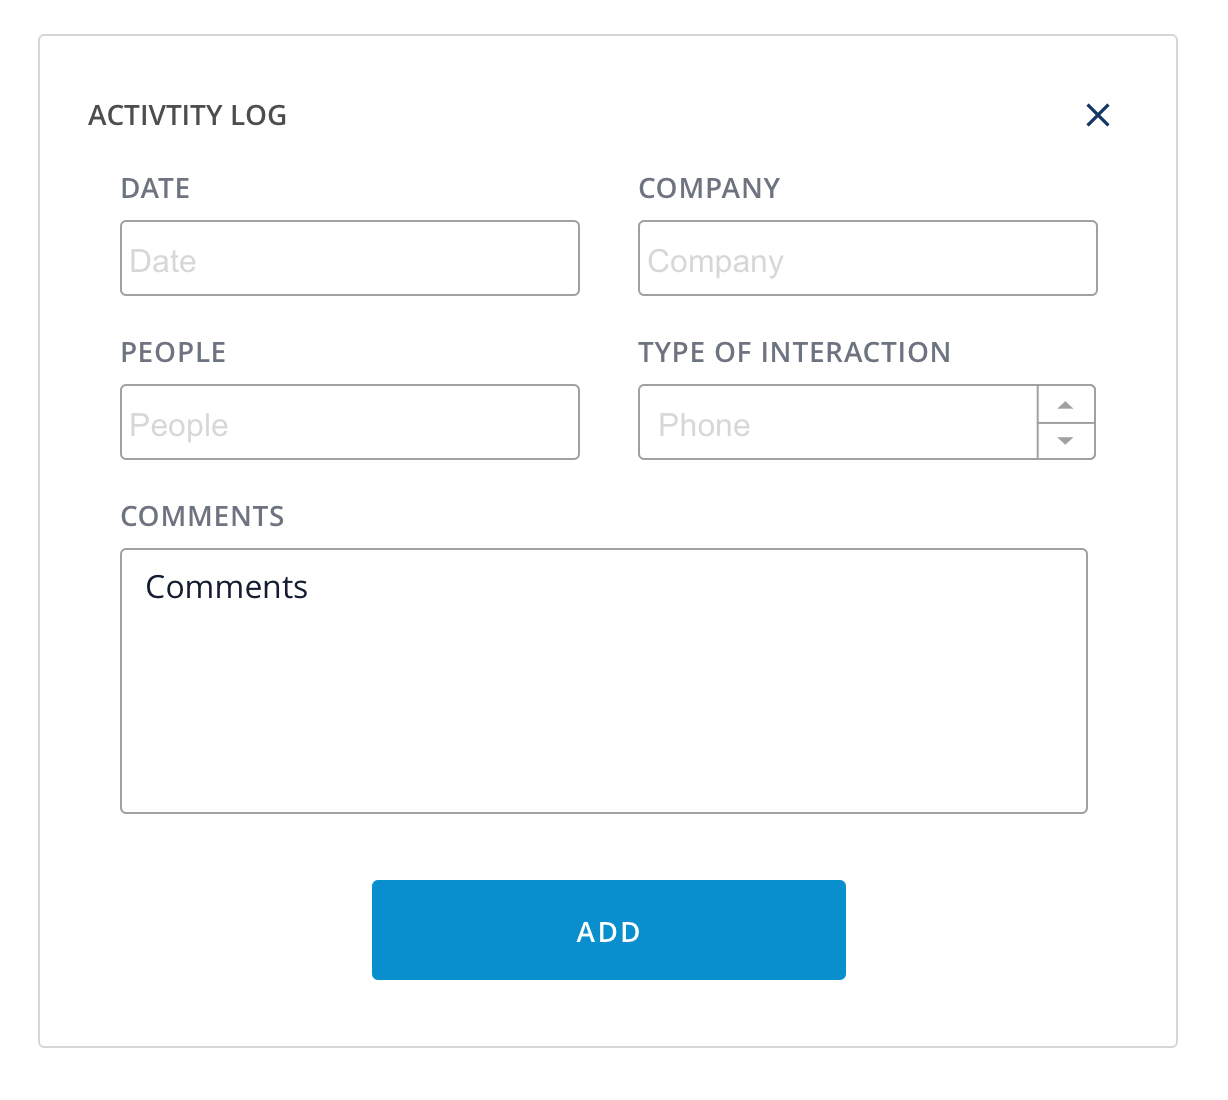 ACTIVTITY LOG
DATE
COMPANY
Date
Company
PEOPLE
TYPE OF INTERACTION
People
Phone
COMMENTS
Comments
ADD